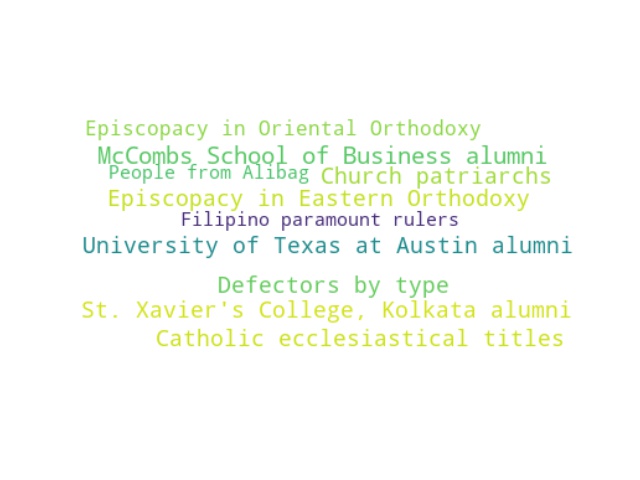 Episcopacy in Oriental Orthodoxy
McCombs School of Business alumni
People from Alibag
Church patriarchs
Episcopacy in Eastern Orthodoxy
Filipino paramount rulers
University of Texas at Austin alumni
Defectors by type
St. Xavier's College, Kolkata alumni
Catholic ecclesiastical titles